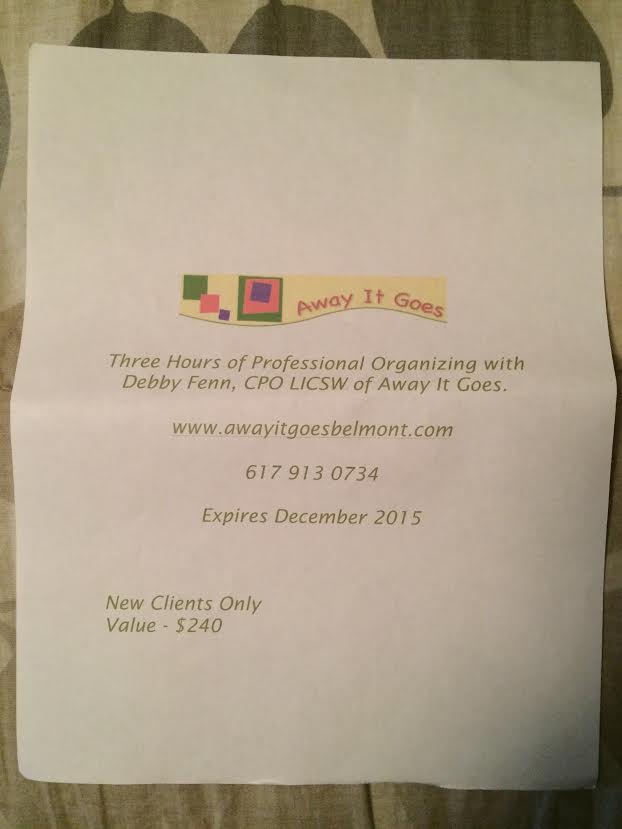 Away It Goes
Three Hours of Professional Organizing with
Debby Fenn, CPO LICSW of Away It Goes.
www.awayitgoesbelmont.com
617 913 0734
Expires December 2015
New Clients Only
Value - $240